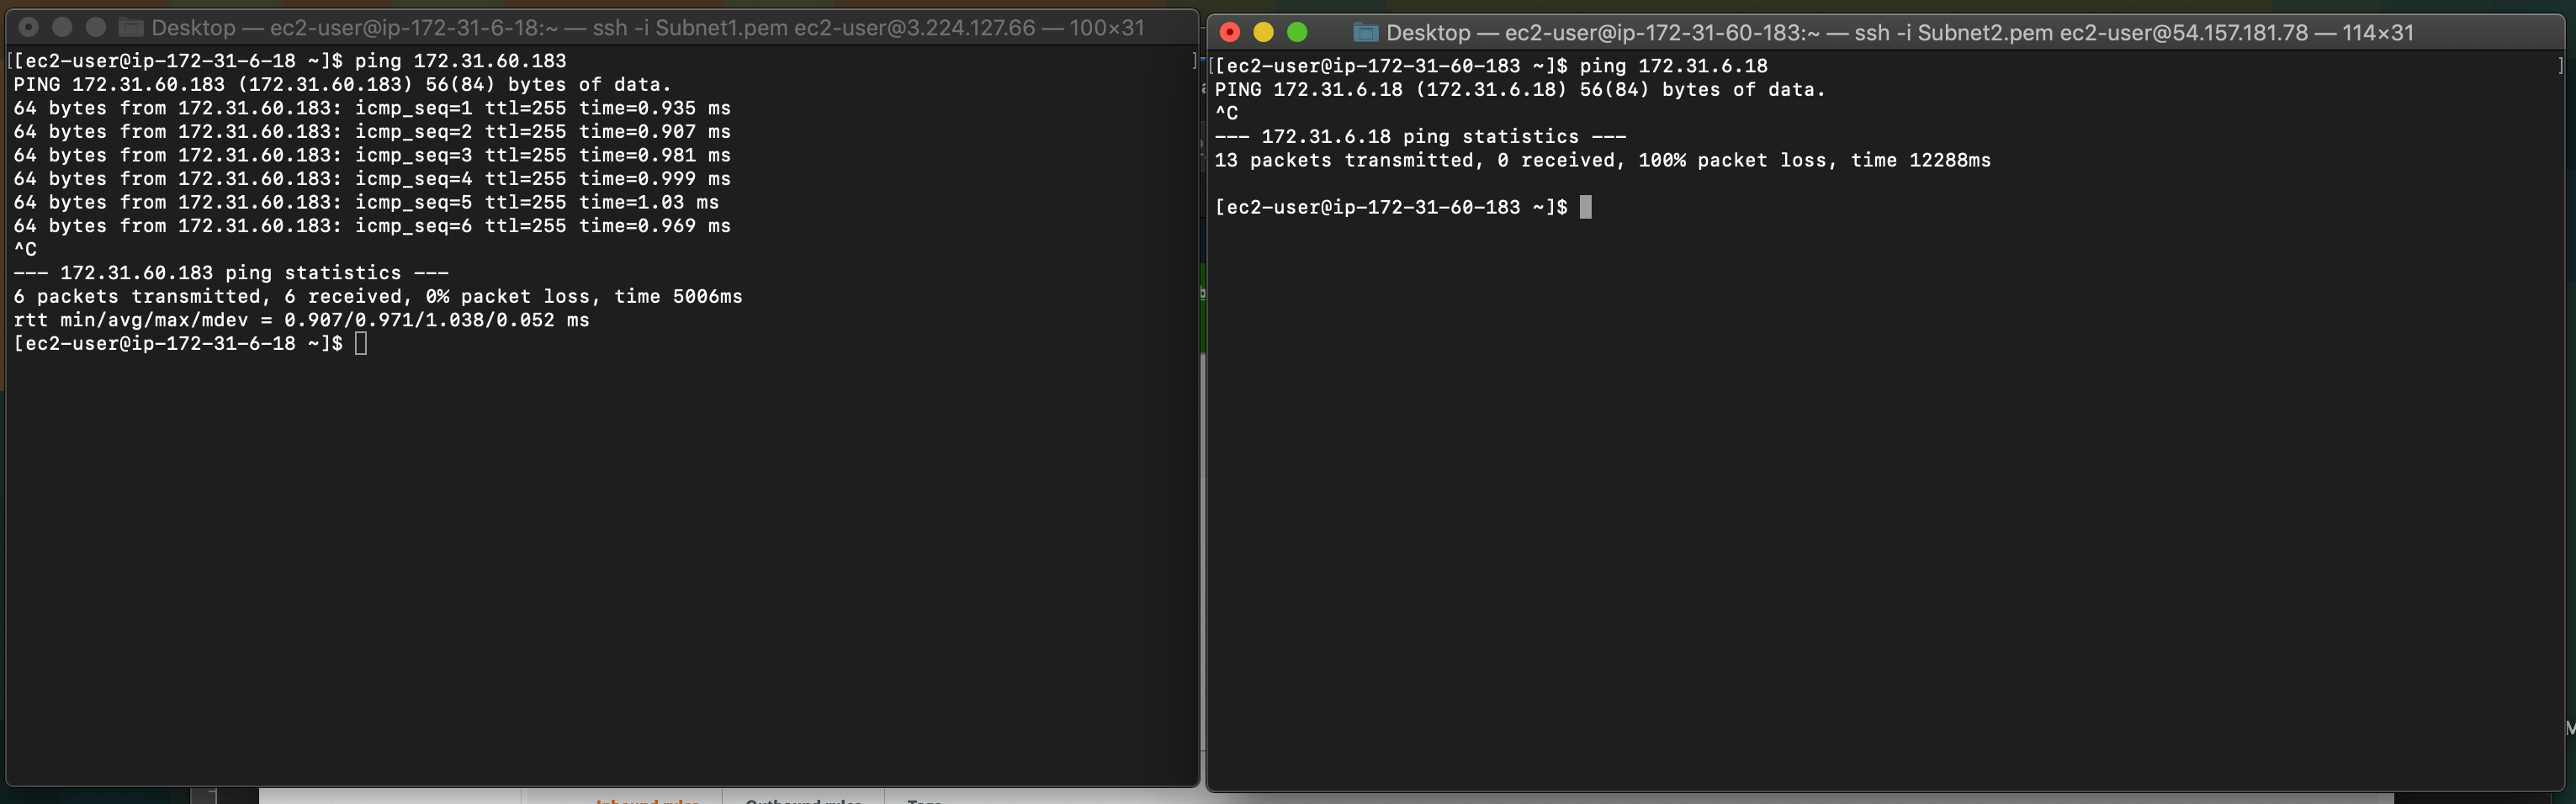 Desktop — ec2-user@ip-172-31-6-18:~ — ssh -i Subnet1.pem ec2-user@3.224.127.66 — 100×31
[[ec2-user@ip-172-31-6-18 ~]$ ping 172.31.60.183 ]
PING 172.31.60.183 (172.31.60.183) 56(84) bytes of data.
64 bytes from 172.31.60.183: icmp_seq=1 ttl=255 time=0.935 ms
64 bytes from 172.31.60.183: icmp_seq=2 ttl=255 time=0.907 ms
64 bytes from 172.31.60.183: icmp_seq=3 ttl=255 time=0.981 ms
64 bytes from 172.31.60.183: icmp_seq=4 ttl=255 time=0.999 ms
64 bytes from 172.31.60.183: icmp_seq=5 ttl=255 time=1.03 ms
64 bytes from 172.31.60.183: icmp_seq=6 ttl=255 time=0.969 ms
^C
--- 172.31.60.183 ping statistics ---
6 packets transmitted, 6 received, 0% packet loss, time 5006ms
rtt min/avg/max/mdev = 0.907/0.971/1.038/0.052 ms
[ec2-user@ip-172-31-6-18 ~]$
Desktop — ec2-user@ip-172-31-60-183:~ — ssh -i Subnet2.pem ec2-user@54.157.181.78 — 114×31
[[ec2-user@ip-172-31-60-183 ~]$ ping 172.31.6.18 ]
PING 172.31.6.18 (172.31.6.18) 56(84) bytes of data.
^C
--- 172.31.6.18 ping statistics ---
13 packets transmitted, 0 received, 100% packet loss, time 12288ms
[ec2-user@ip-172-31-60-183 ~]$
Inbound rules
Outbound rules
Tags